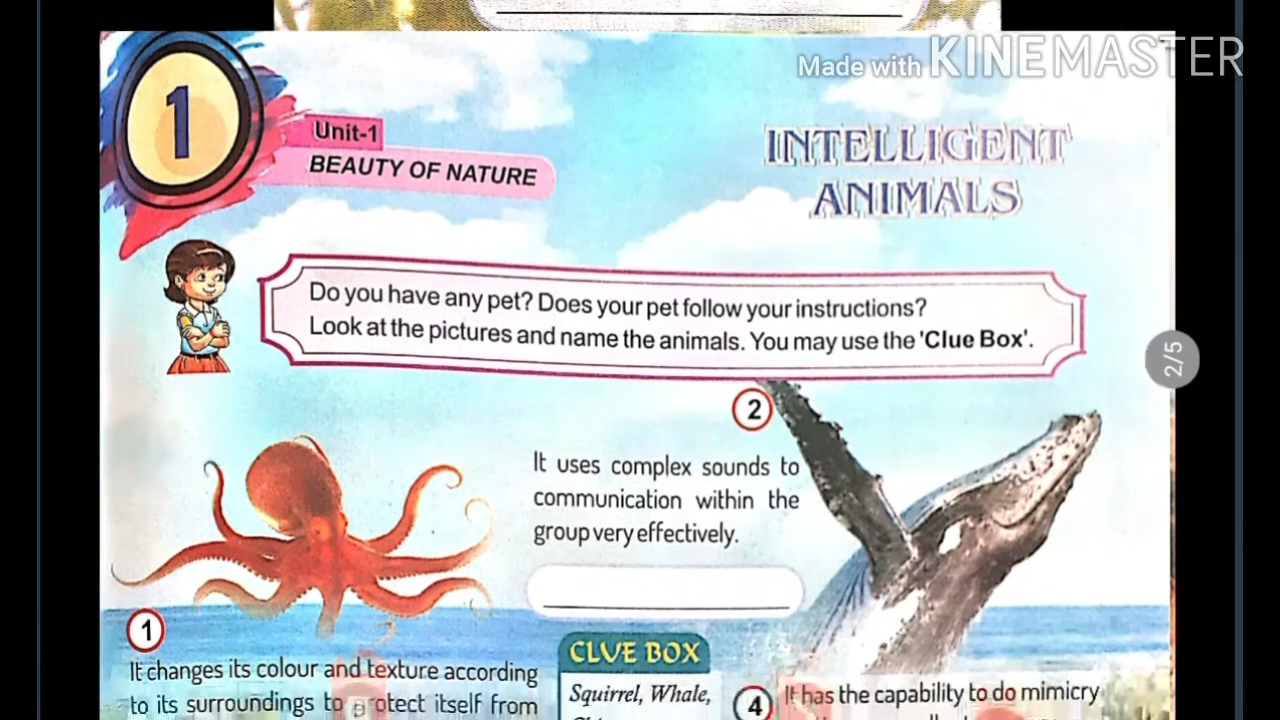 Made with KINEMASTER
1
Unit-1
BEAUTY OF NATURE
INTELLIGENT
ANIMALS
Do you have any pet? Does your pet follow your instructions?
Look at the pictures and name the animals. You may use the 'Clue Box'.
2/5
2
It uses complex sounds to
communication within the
group very effectively.
1
It changes its colour and texture according
to its surroundings to protect itself from
CLUE BOX
Squirrel, Whale,
4
It has the capability to do mimicry